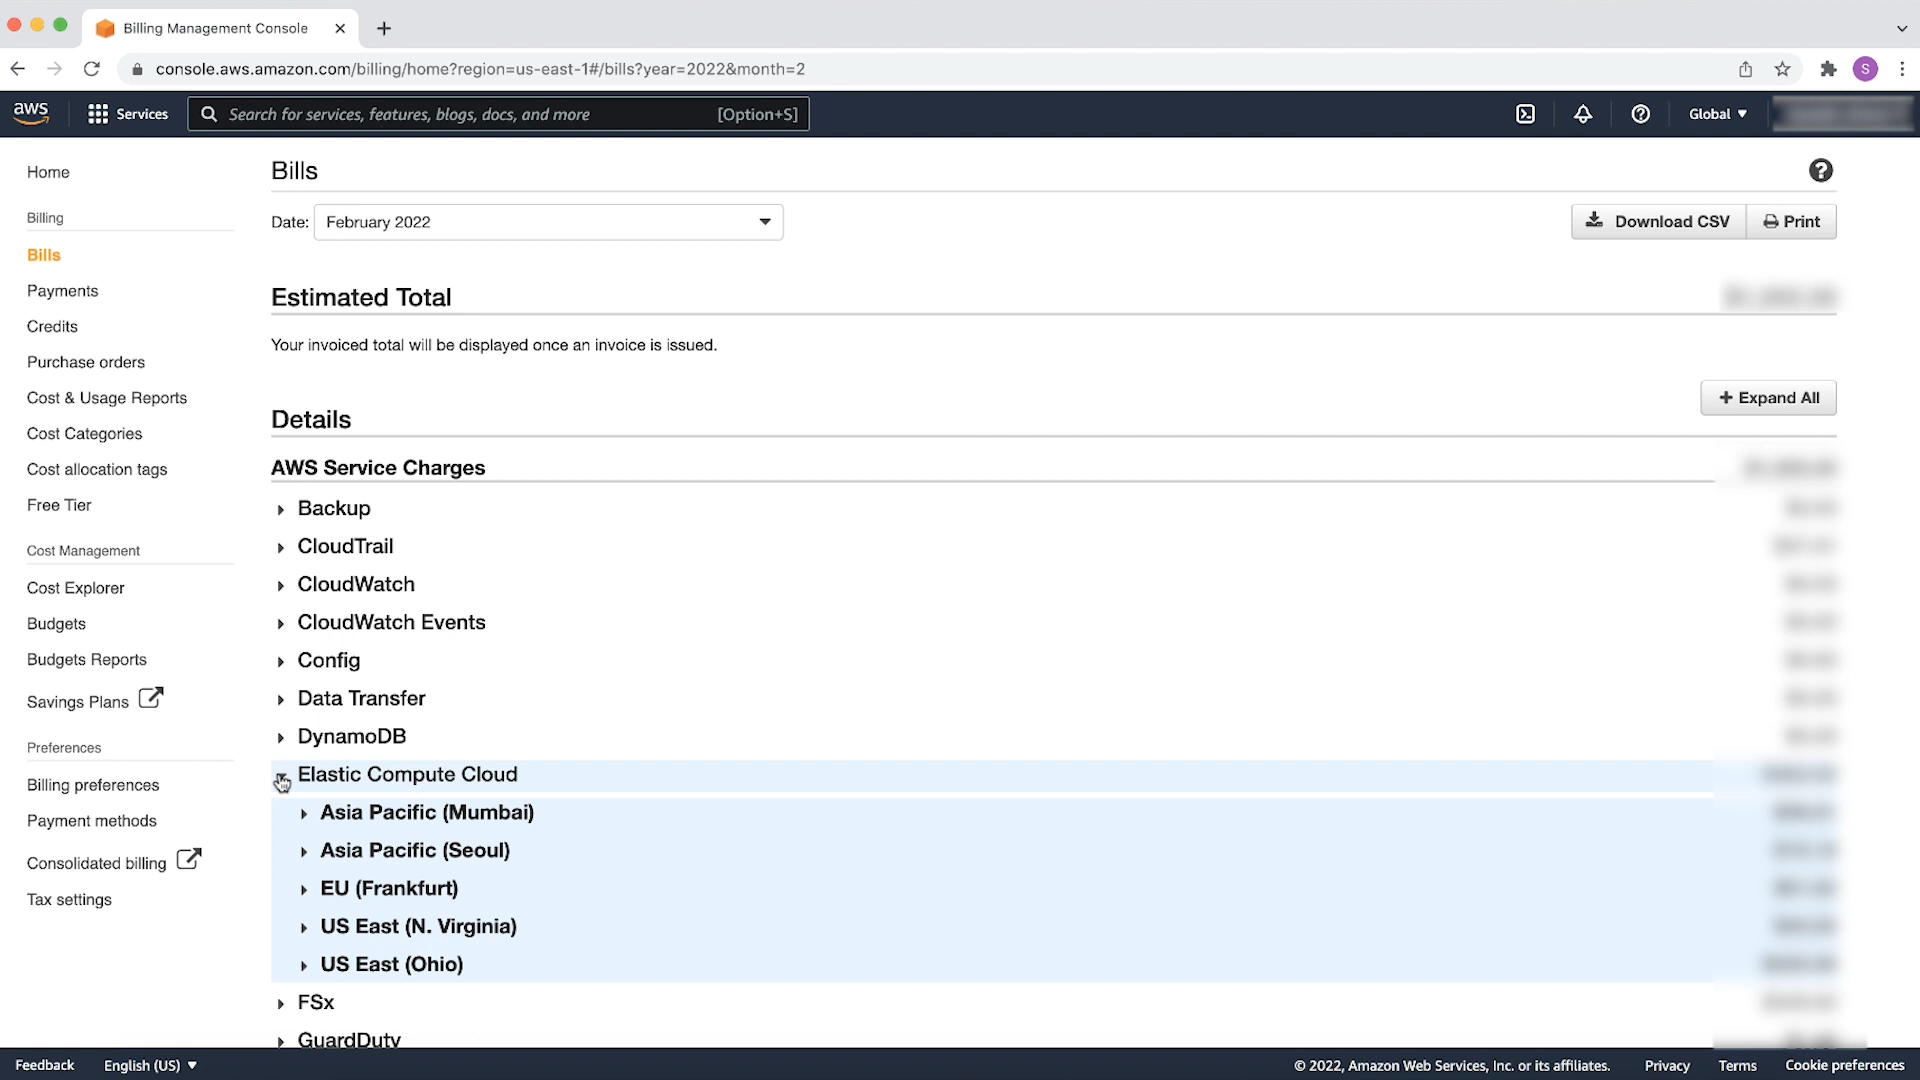 Billing Management Console
console.aws.amazon.com/billing/home?region=us-east-1#/bills?year=2022&month=2
S
aws
Services
Search for services, features, blogs, docs, and more
[Option+S]
Global
Home
Billing
Bills
Payments
Credits
Purchase orders
Cost & Usage Reports
Cost Categories
Cost allocation tags
Free Tier
Cost Management
Cost Explorer
Budgets
Budgets Reports
Savings Plans
Preferences
Billing preferences
Payment methods
Consolidated billing
Tax settings
Bills
Date: February 2022
Download CSV
Print
Estimated Total
Your invoiced total will be displayed once an invoice is issued.
+ Expand All
Details
AWS Service Charges
Backup
CloudTrail
CloudWatch
CloudWatch Events
Config
Data Transfer
DynamoDB
Elastic Compute Cloud
Asia Pacific (Mumbai)
Asia Pacific (Seoul)
EU (Frankfurt)
US East (N. Virginia)
US East (Ohio)
FSx
GuardDuty
Feedback
English (US)
© 2022, Amazon Web Services, Inc. or its affiliates.
Privacy
Terms
Cookie preferences